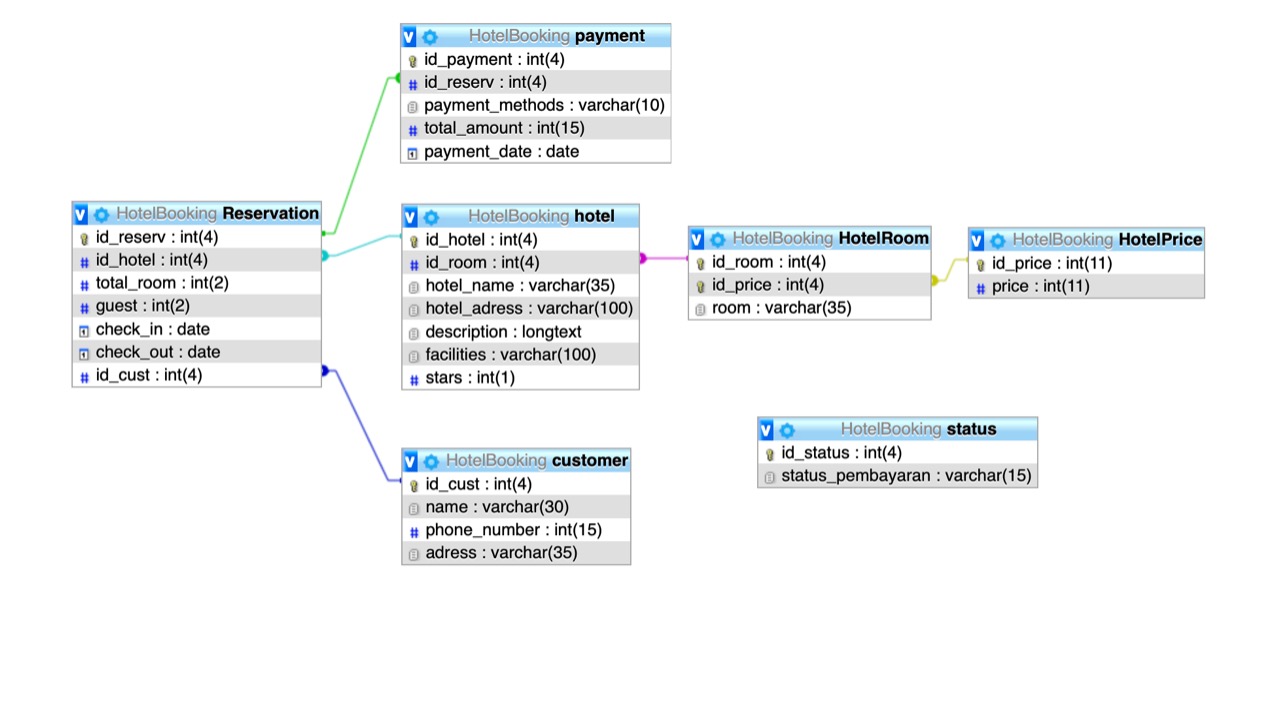 HotelBooking payment
id_payment : int(4)
id_reserv : int(4)
payment_methods : varchar(10)
total_amount : int(15)
payment_date : date
HotelBooking Reservation
id_reserv : int(4)
id_hotel : int(4)
total_room : int(2)
guest : int(2)
check_in : date
check_out : date
id_cust : int(4)
HotelBooking hotel
id_hotel : int(4)
id_room : int(4)
hotel_name : varchar(35)
hotel_adress : varchar(100)
description : longtext
facilities : varchar(100)
stars : int(1)
HotelBooking HotelRoom
id_room : int(4)
id_price : int(4)
room : varchar(35)
HotelBooking HotelPrice
id_price : int(11)
price : int(11)
HotelBooking customer
id_cust : int(4)
name : varchar(30)
phone_number : int(15)
adress : varchar(35)
HotelBooking status
id_status : int(4)
status_pembayaran : varchar(15)